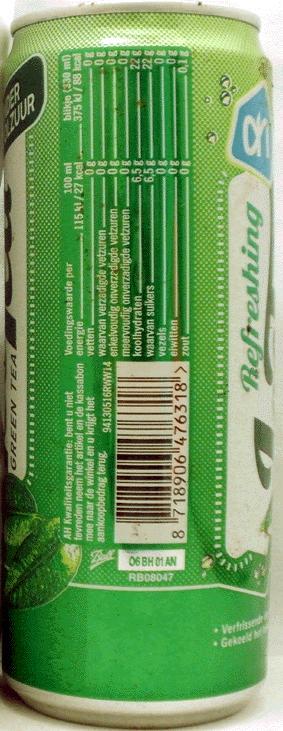 GREEN TEA
Voedingswaarde per 100 ml blikje (330 ml)
energie 115 kJ / 27 kcal 375 kJ / 88 kcal
vetten 0 g 0 g
waarvan verzadigde vetzuren 0 g 0 g
enkelvoudig onverzadigde vetzuren 0 g 0 g
meervoudig onverzadigde vetzuren 0 g 0 g
koolhydraten 6,5 g 22 g
waarvan suikers 6,5 g 22 g
vezels 0 g 0 g
eiwitten 0 g 0 g
zout 0 g 0,1 g
AH Kwaliteitsgarantie: bent u niet
tevreden neem het artikel en de kassabon
mee naar de winkel en u krijgt het
aankoopbedrag terug.
94130516RWW14
8 718906 476318 >
Ball
06 BH 01 AN
RB08047
Refreshing
• Verfrissende
• Gekoeld het